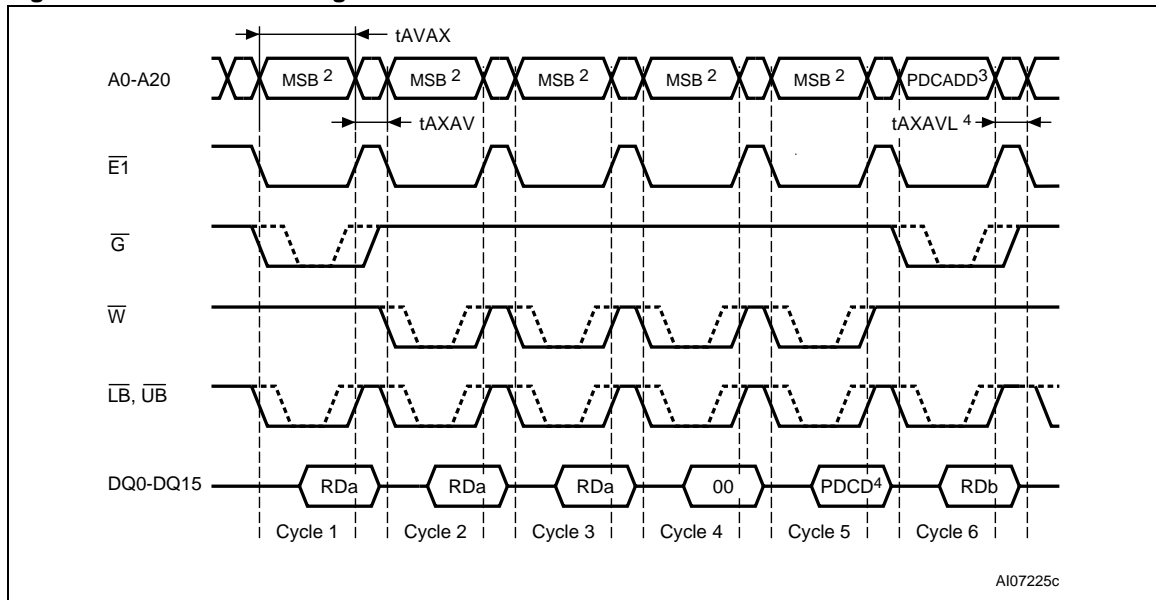 tAVAX
A0-A20 MSB 2 MSB 2 MSB 2 MSB 2 MSB 2 PDCADD3
tAXAV tAXAVL 4
E1
G
W
LB, UB
DQ0-DQ15 RDa RDa RDa 00 PDCD4 RDb
Cycle 1 Cycle 2 Cycle 3 Cycle 4 Cycle 5 Cycle 6
AI07225c